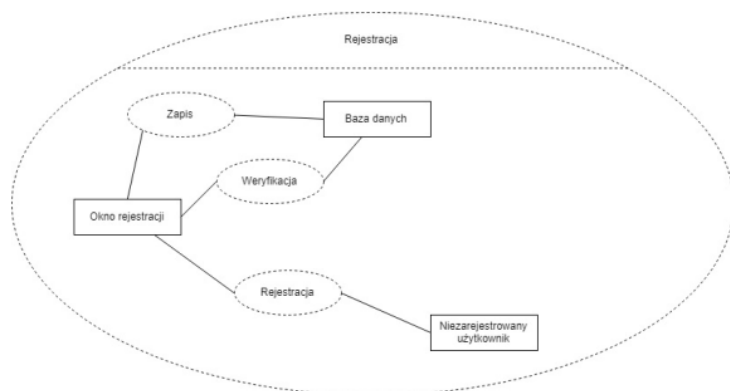 Rejestracja
Zapis
Baza danych
Weryfikacja
Okno rejestracji
Rejestracja
Niezarejestrowany
użytkownik